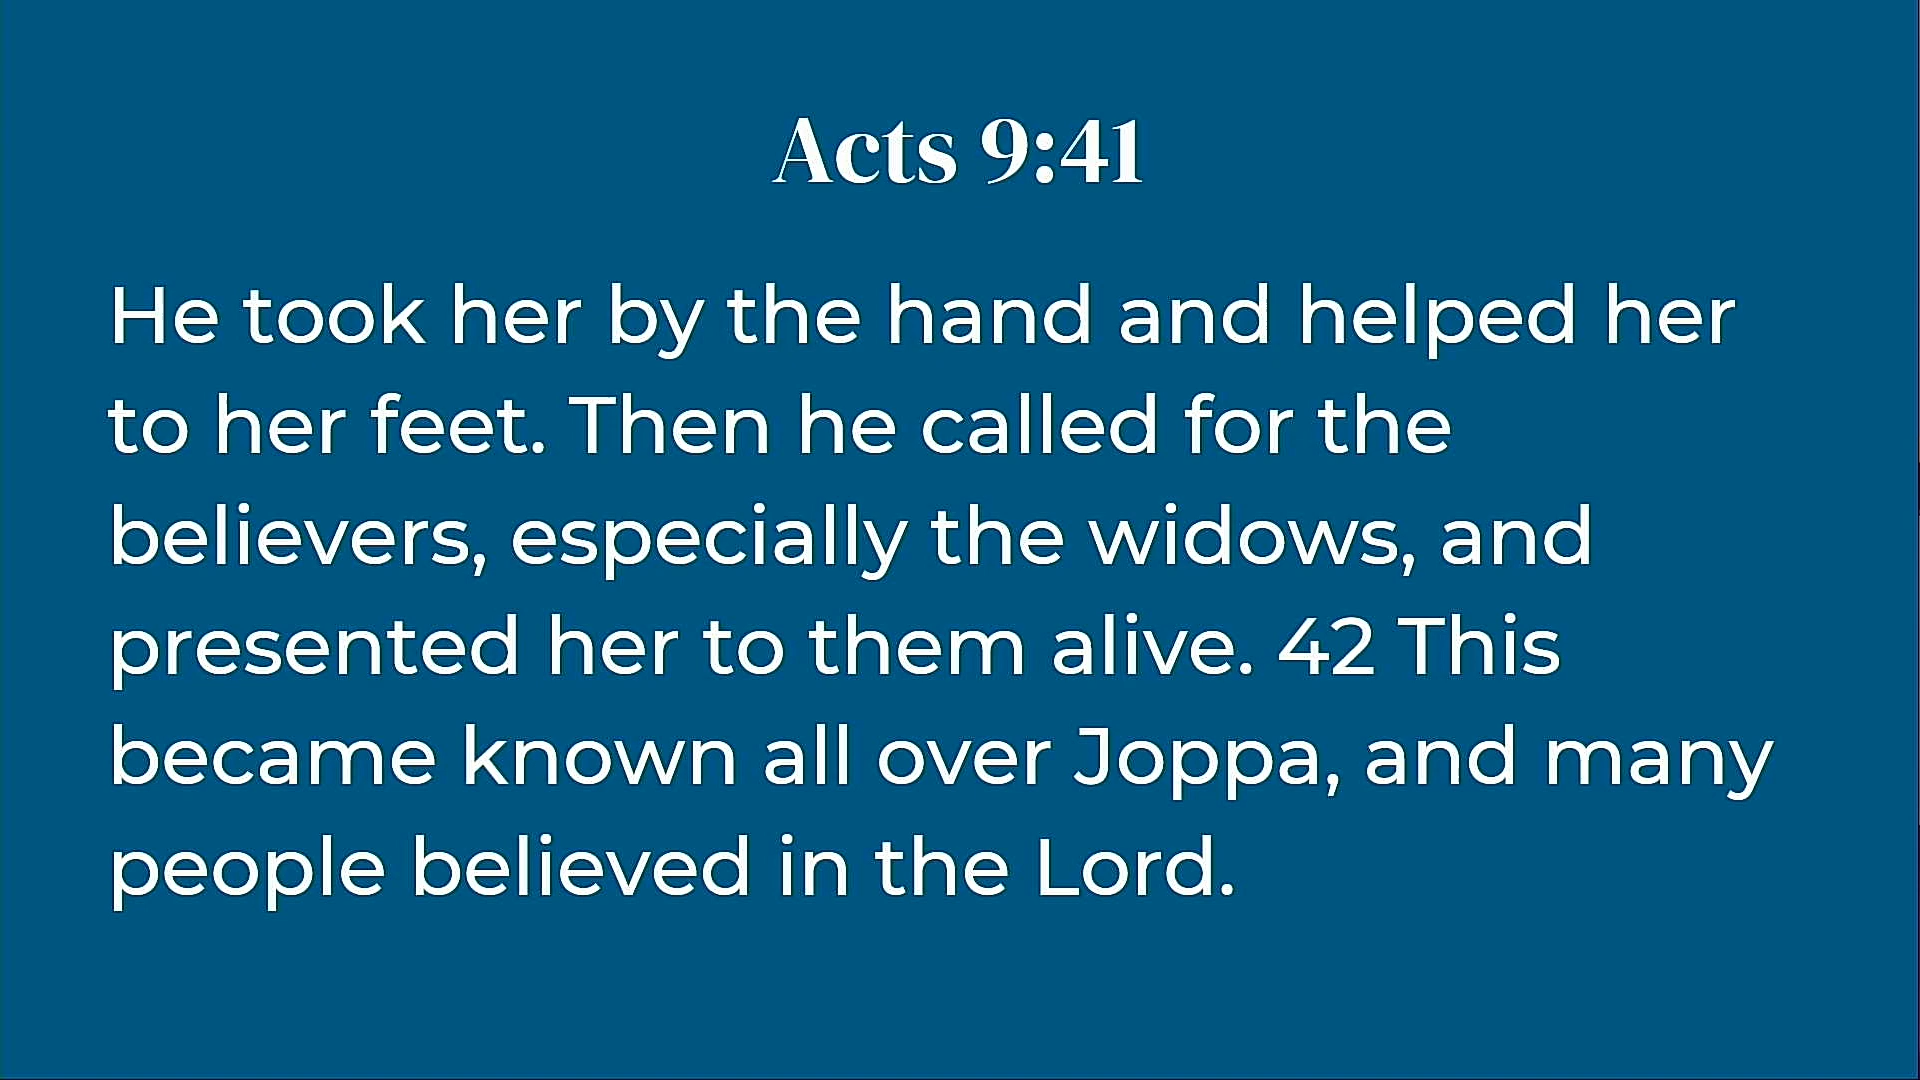 Acts 9:41
He took her by the hand and helped her
to her feet. Then he called for the
believers, especially the widows, and
presented her to them alive. 42 This
became known all over Joppa, and many
people believed in the Lord.